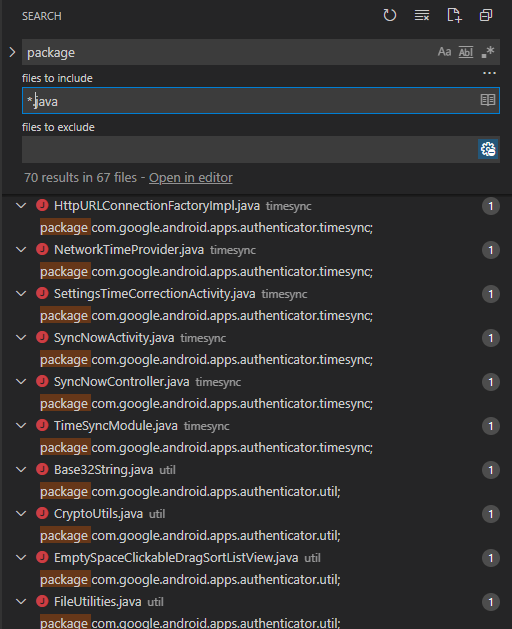 SEARCH
package
Aa Abl .*
files to include
...
*.java
files to exclude
70 results in 67 files - Open in editor
HttpURLConnectionFactoryImpl.java timesync 1
package com.google.android.apps.authenticator.timesync;
NetworkTimeProvider.java timesync 1
package com.google.android.apps.authenticator.timesync;
SettingsTimeCorrectionActivity.java timesync 1
package com.google.android.apps.authenticator.timesync;
SyncNowActivity.java timesync 1
package com.google.android.apps.authenticator.timesync;
SyncNowController.java timesync 1
package com.google.android.apps.authenticator.timesync;
TimeSyncModule.java timesync 1
package com.google.android.apps.authenticator.timesync;
Base32String.java util 1
package com.google.android.apps.authenticator.util;
CryptoUtils.java util 1
package com.google.android.apps.authenticator.util;
EmptySpaceClickableDragSortListView.java util 1
package com.google.android.apps.authenticator.util;
FileUtilities.java util 1
package com.google.android.apps.authenticator.util;